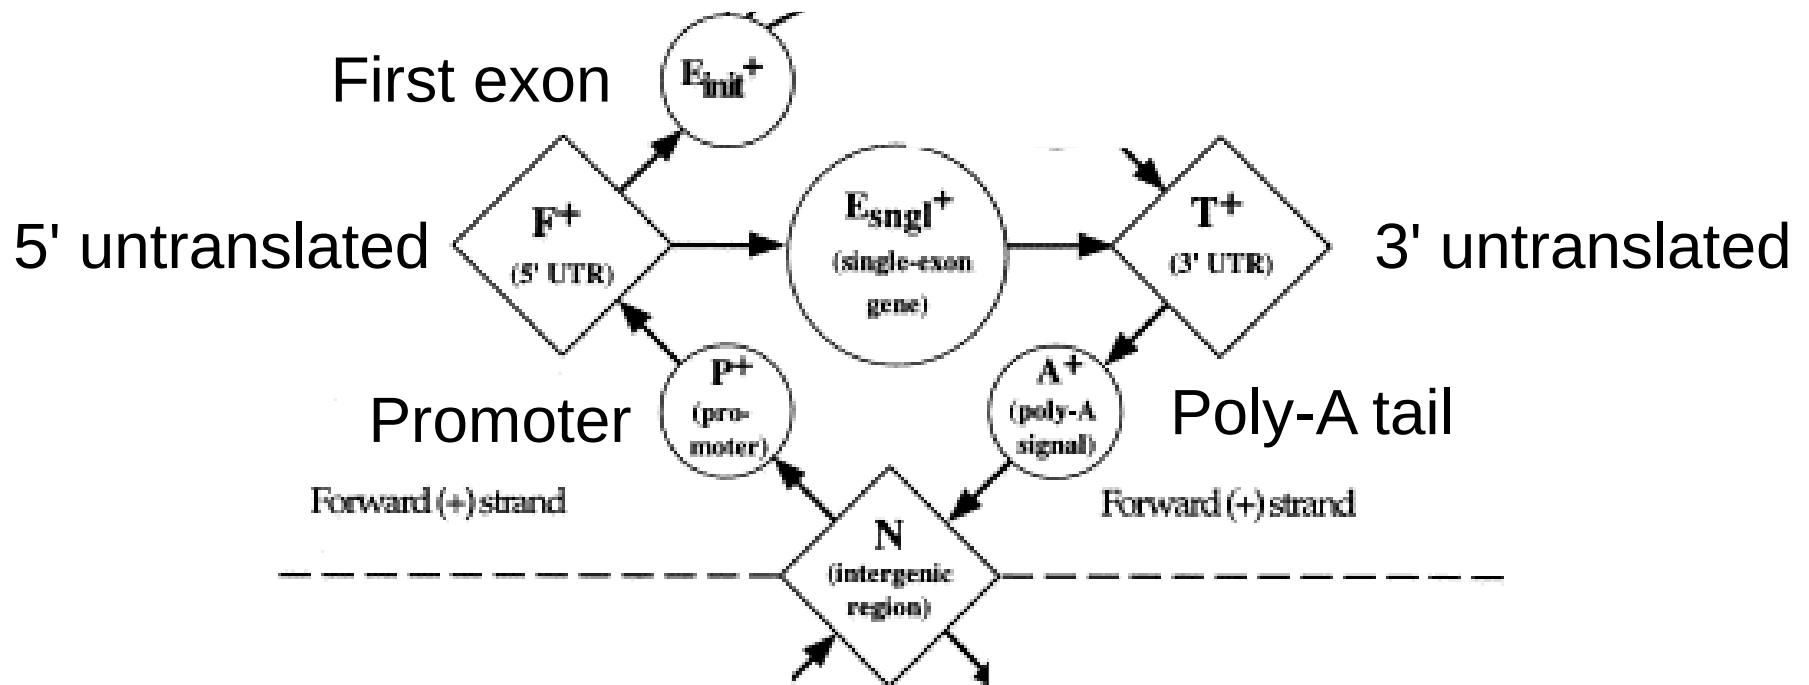 First exon
Einit+
5' untranslated
F+
(5' UTR)
Esngl+
(single-exon
gene)
T+
(3' UTR)
3' untranslated
Promoter
P+
(pro-
moter)
A+
(poly-A
signal)
Poly-A tail
Forward (+) strand
Forward (+) strand
N
(intergenic
region)